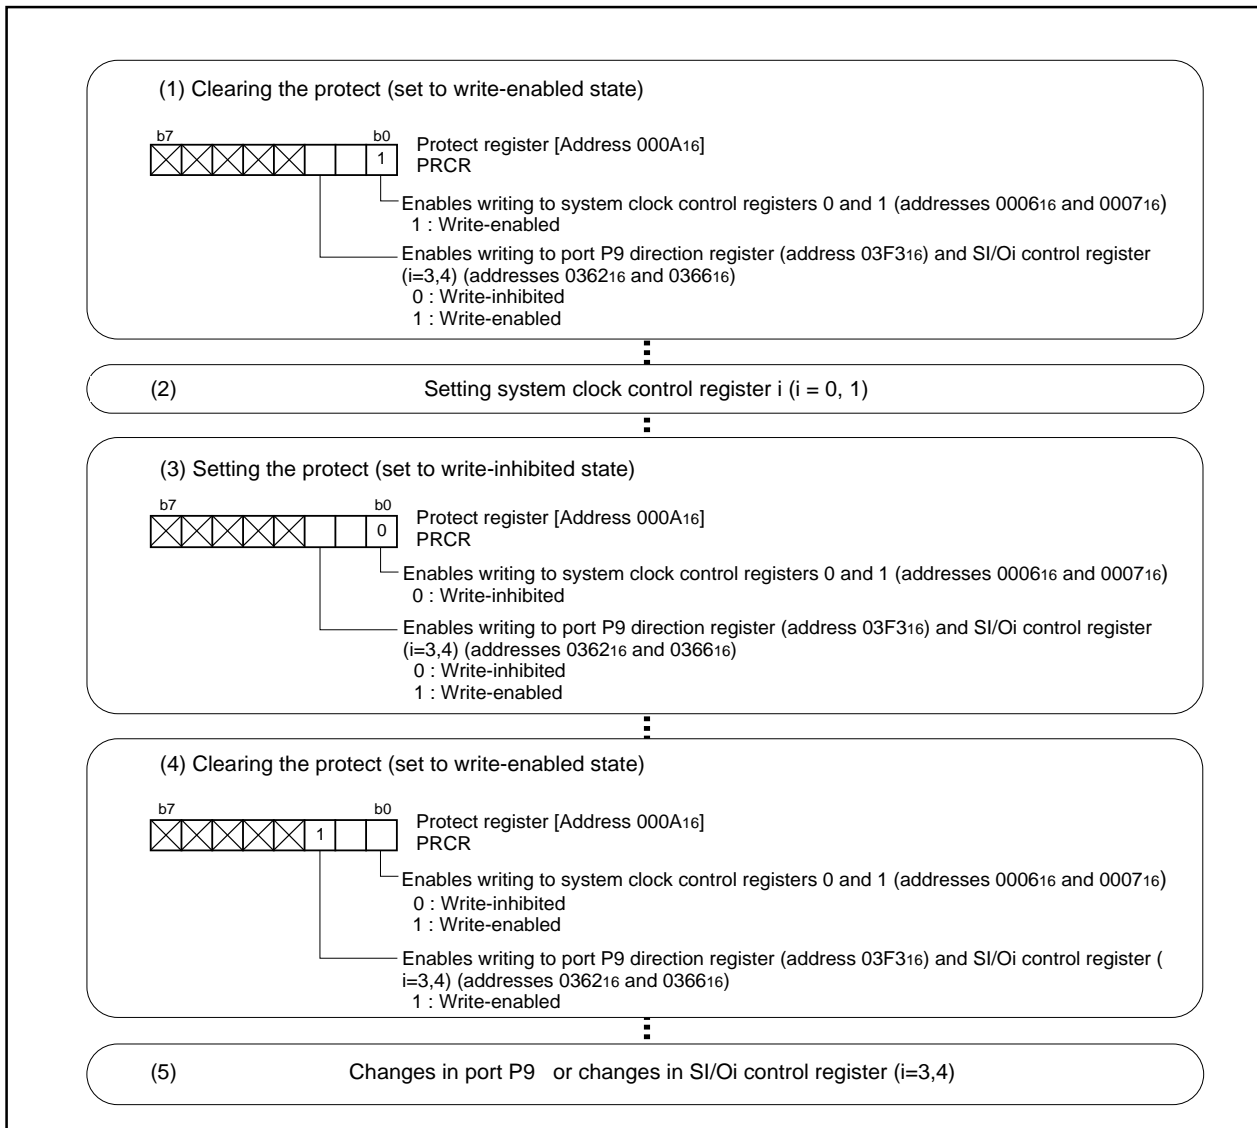 (1) Clearing the protect (set to write-enabled state)
b7 b0
1
Protect register [Address 000A16]
PRCR
Enables writing to system clock control registers 0 and 1 (addresses 000616 and 000716)
1 : Write-enabled
Enables writing to port P9 direction register (address 03F316) and SI/Oi control register
(i=3,4) (addresses 036216 and 036616)
0 : Write-inhibited
1 : Write-enabled
(2) Setting system clock control register i (i = 0, 1)
(3) Setting the protect (set to write-inhibited state)
b7 b0
0
Protect register [Address 000A16]
PRCR
Enables writing to system clock control registers 0 and 1 (addresses 000616 and 000716)
0 : Write-inhibited
Enables writing to port P9 direction register (address 03F316) and SI/Oi control register
(i=3,4) (addresses 036216 and 036616)
0 : Write-inhibited
1 : Write-enabled
(4) Clearing the protect (set to write-enabled state)
b7 b0
1
Protect register [Address 000A16]
PRCR
Enables writing to system clock control registers 0 and 1 (addresses 000616 and 000716)
0 : Write-inhibited
1 : Write-enabled
Enables writing to port P9 direction register (address 03F316) and SI/Oi control register (
i=3,4) (addresses 036216 and 036616)
1 : Write-enabled
(5) Changes in port P9 or changes in SI/Oi control register (i=3,4)